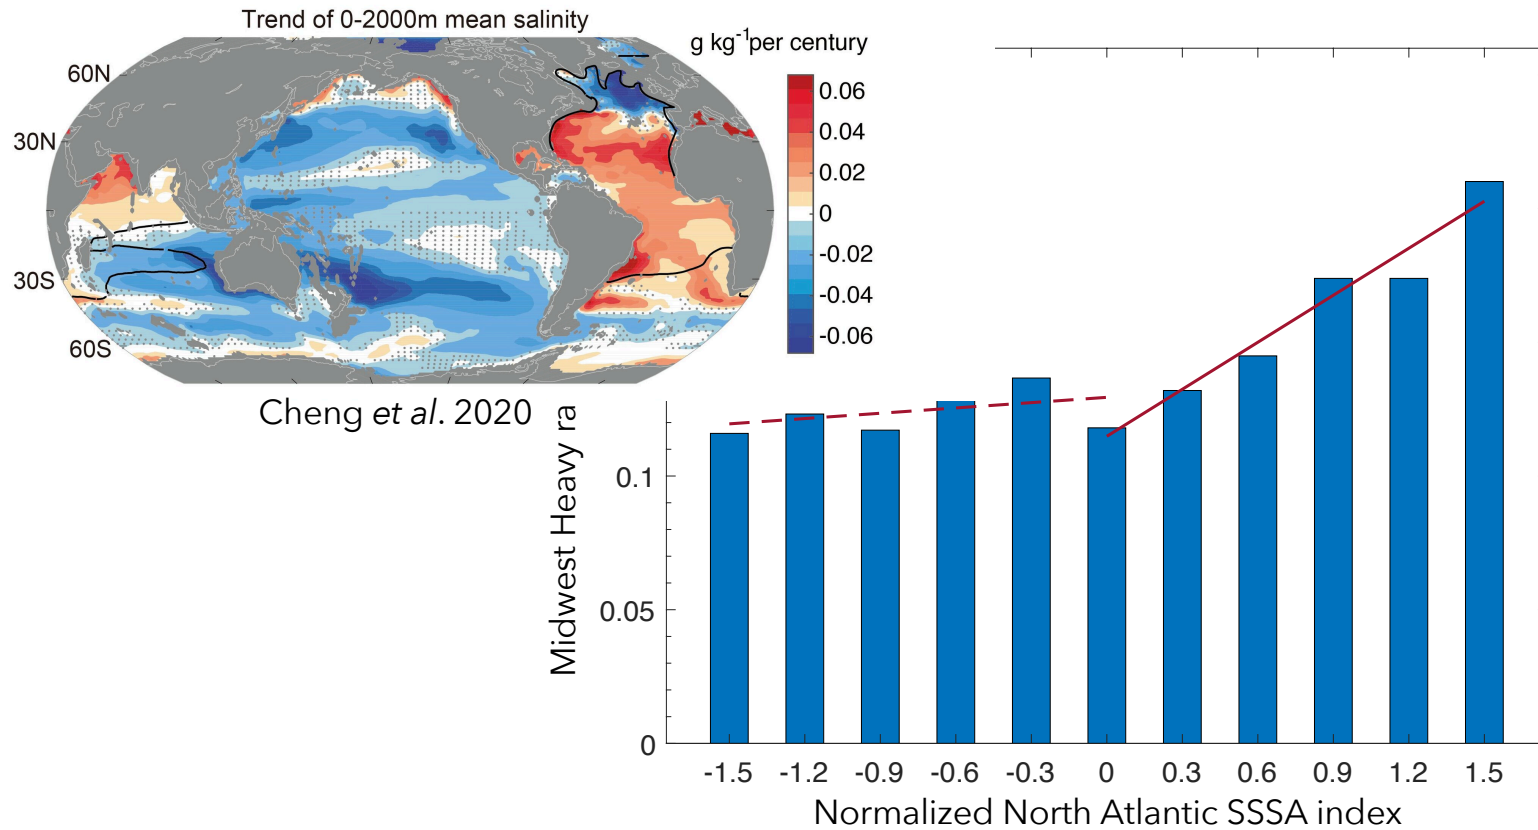 Trend of 0-2000m mean salinity
g kg⁻¹per century
60N
30N
30S
60S
0.06
0.04
0.02
0
-0.02
-0.04
-0.06
Cheng et al. 2020
Midwest Heavy ra
0.1
0.05
0
-1.5 -1.2 -0.9 -0.6 -0.3 0 0.3 0.6 0.9 1.2 1.5
Normalized North Atlantic SSSA index